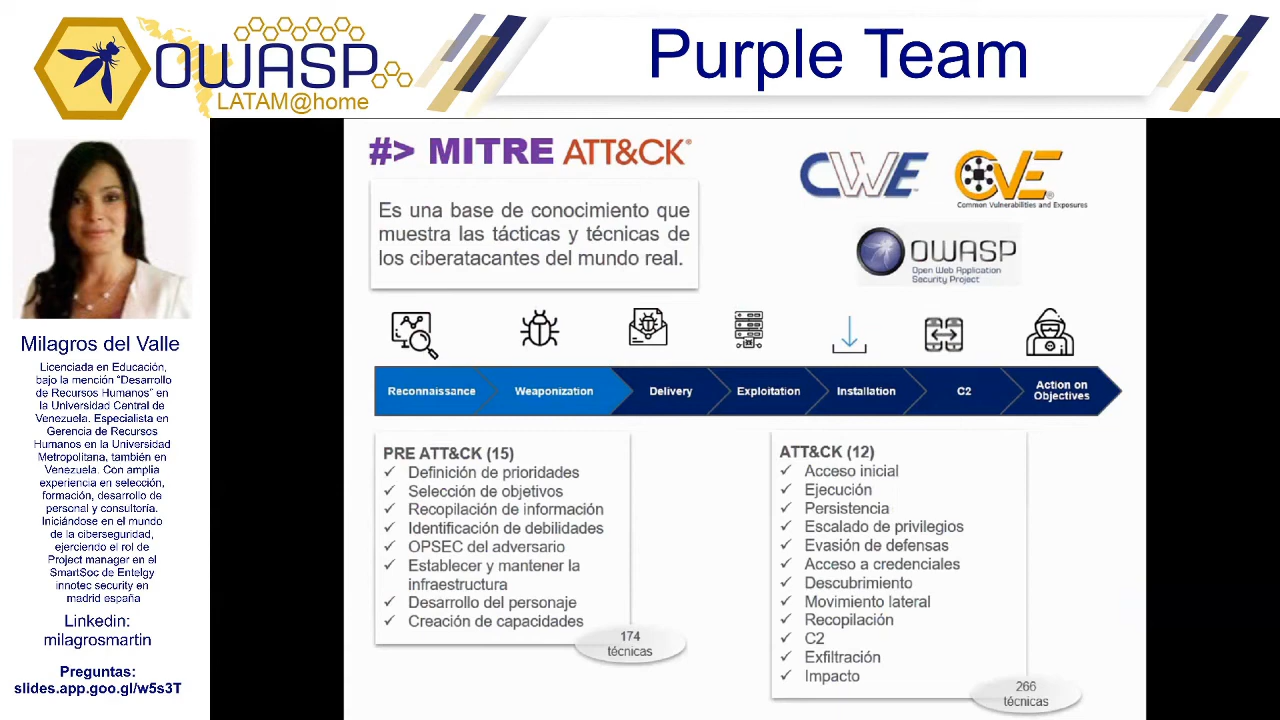 OWASP
LATAM@home
Purple Team
Milagros del Valle
Licenciada en Educación,
bajo la mención "Desarrollo
de Recursos Humanos" en
la Universidad Central de
Venezuela. Especialista en
Gerencia de Recursos
Humanos en la Universidad
Metropolitana, también en
Venezuela. Con amplia
experiencia en selección,
formación, desarrollo de
personal y consultoría.
Iniciándose en el mundo
de la ciberseguridad,
ejerciendo el rol de
Project manager en el
SmartSoc de Entelgy
innotec security en
madrid españa
Linkedin:
milagrosmartin
Preguntas:
slides.app.goo.gl/w5s3T
#> MITRE ATT&CK®
Es una base de conocimiento que
muestra las tácticas y técnicas de
los ciberatacantes del mundo real.
CWE
CVE®
Common Vulnerabilities and Exposures
OWASP
Open Web Application
Security Project
Reconnaissance
Weaponization
Delivery
Exploitation
Installation
C2
Action on
Objectives
PRE ATT&CK (15)
✓ Definición de prioridades
✓ Selección de objetivos
✓ Recopilación de información
✓ Identificación de debilidades
✓ OPSEC del adversario
✓ Establecer y mantener la
infraestructura
✓ Desarrollo del personaje
✓ Creación de capacidades
174
técnicas
ATT&CK (12)
✓ Acceso inicial
✓ Ejecución
✓ Persistencia
✓ Escalado de privilegios
✓ Evasión de defensas
✓ Acceso a credenciales
✓ Descubrimiento
✓ Movimiento lateral
✓ Recopilación
✓ C2
✓ Exfiltración
✓ Impacto
266
técnicas